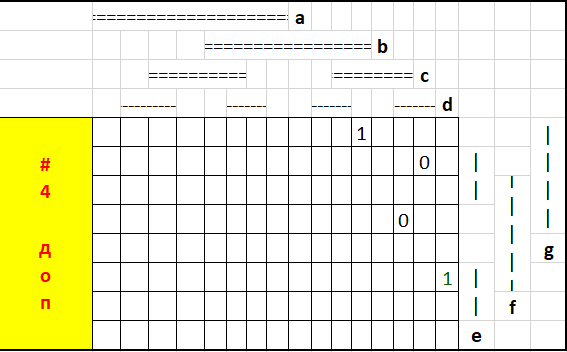 =================== a
================ b
========== ======== c
--------- ------- ------- ------- d
1
# 0
4
0
д g
о 1
п f
e